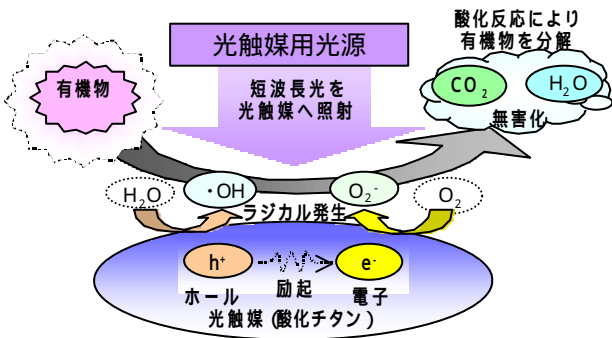 酸化反応により
有機物を分解
光触媒用光源
有機物
短波長光を
光触媒へ照射
CO₂
H₂O
無害化
H₂O
・OH
O₂⁻
O₂
ラジカル発生
h⁺
e⁻
ホール
励起
電子
光触媒(酸化チタン)